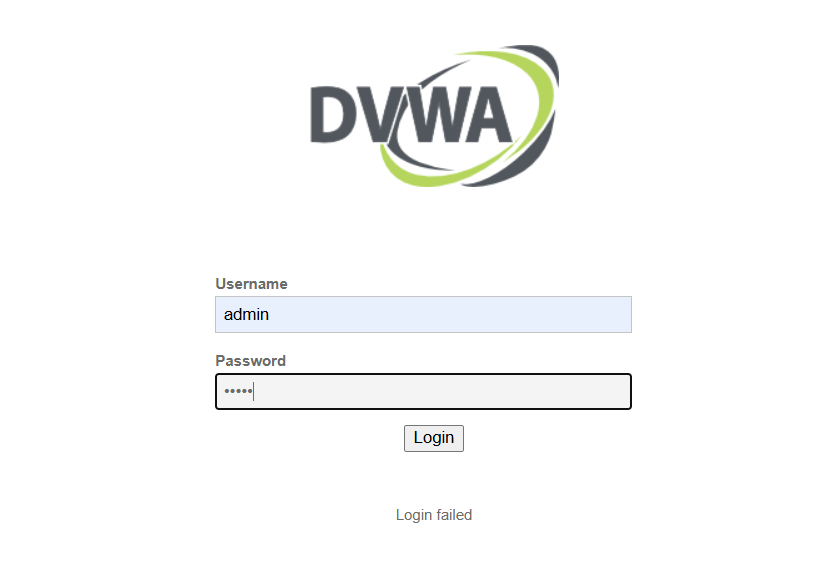 DVWA
Username
admin
Password
•••••
Login
Login failed